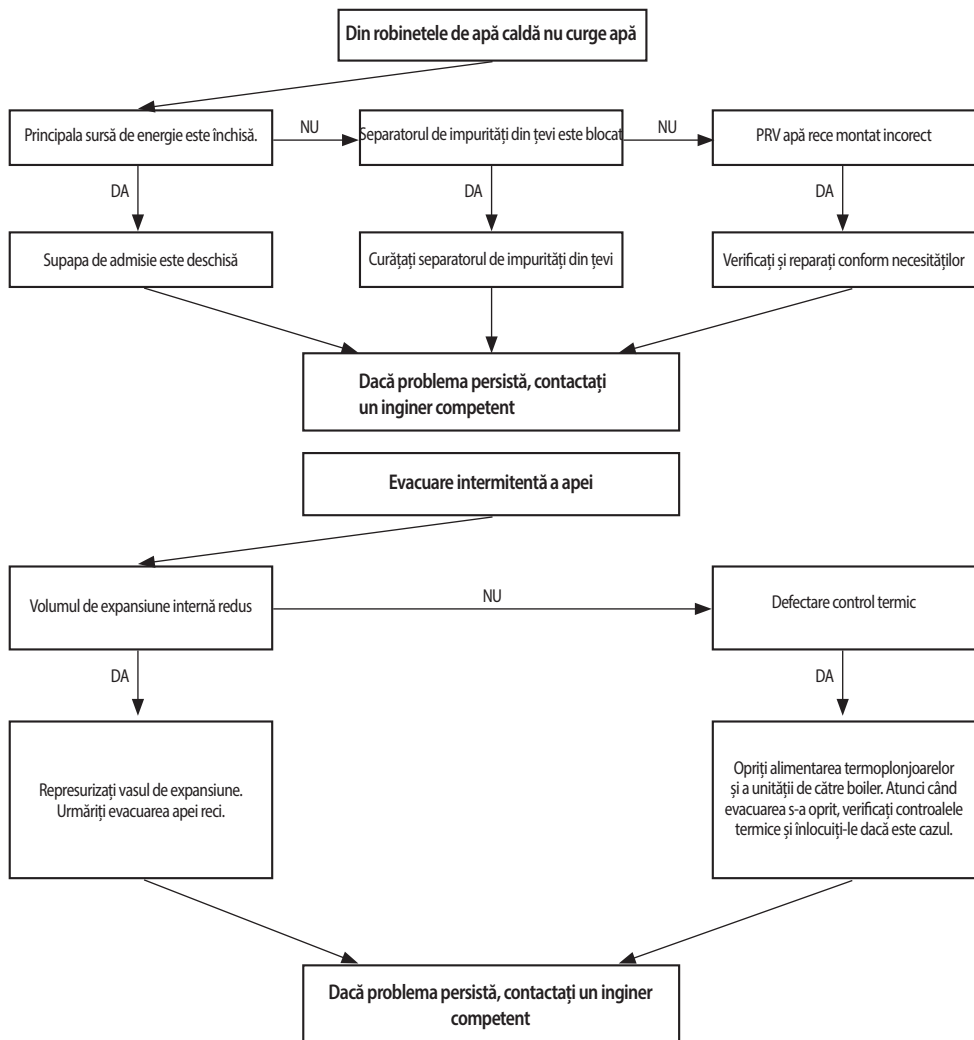 Din robinetele de apă caldă nu curge apă
Principala sursă de energie este închisă.
NU
Separatorul de impurități din țevi este blocat
NU
PRV apă rece montat incorect
DA
DA
DA
Supapa de admisie este deschisă
Curățați separatorul de impurități din țevi
Verificați și reparați conform necesităților
Dacă problema persistă, contactați
un inginer competent
Evacuare intermitentă a apei
Volumul de expansiune internă redus
NU
Defectare control termic
DA
DA
Represurizați vasul de expansiune.
Urmăriți evacuarea apei reci.
Opriți alimentarea termoplonjoarelor
și a unității de către boiler. Atunci când
evacuarea s-a oprit, verificați controalele
termice și înlocuiți-le dacă este cazul.
Dacă problema persistă, contactați un inginer
competent